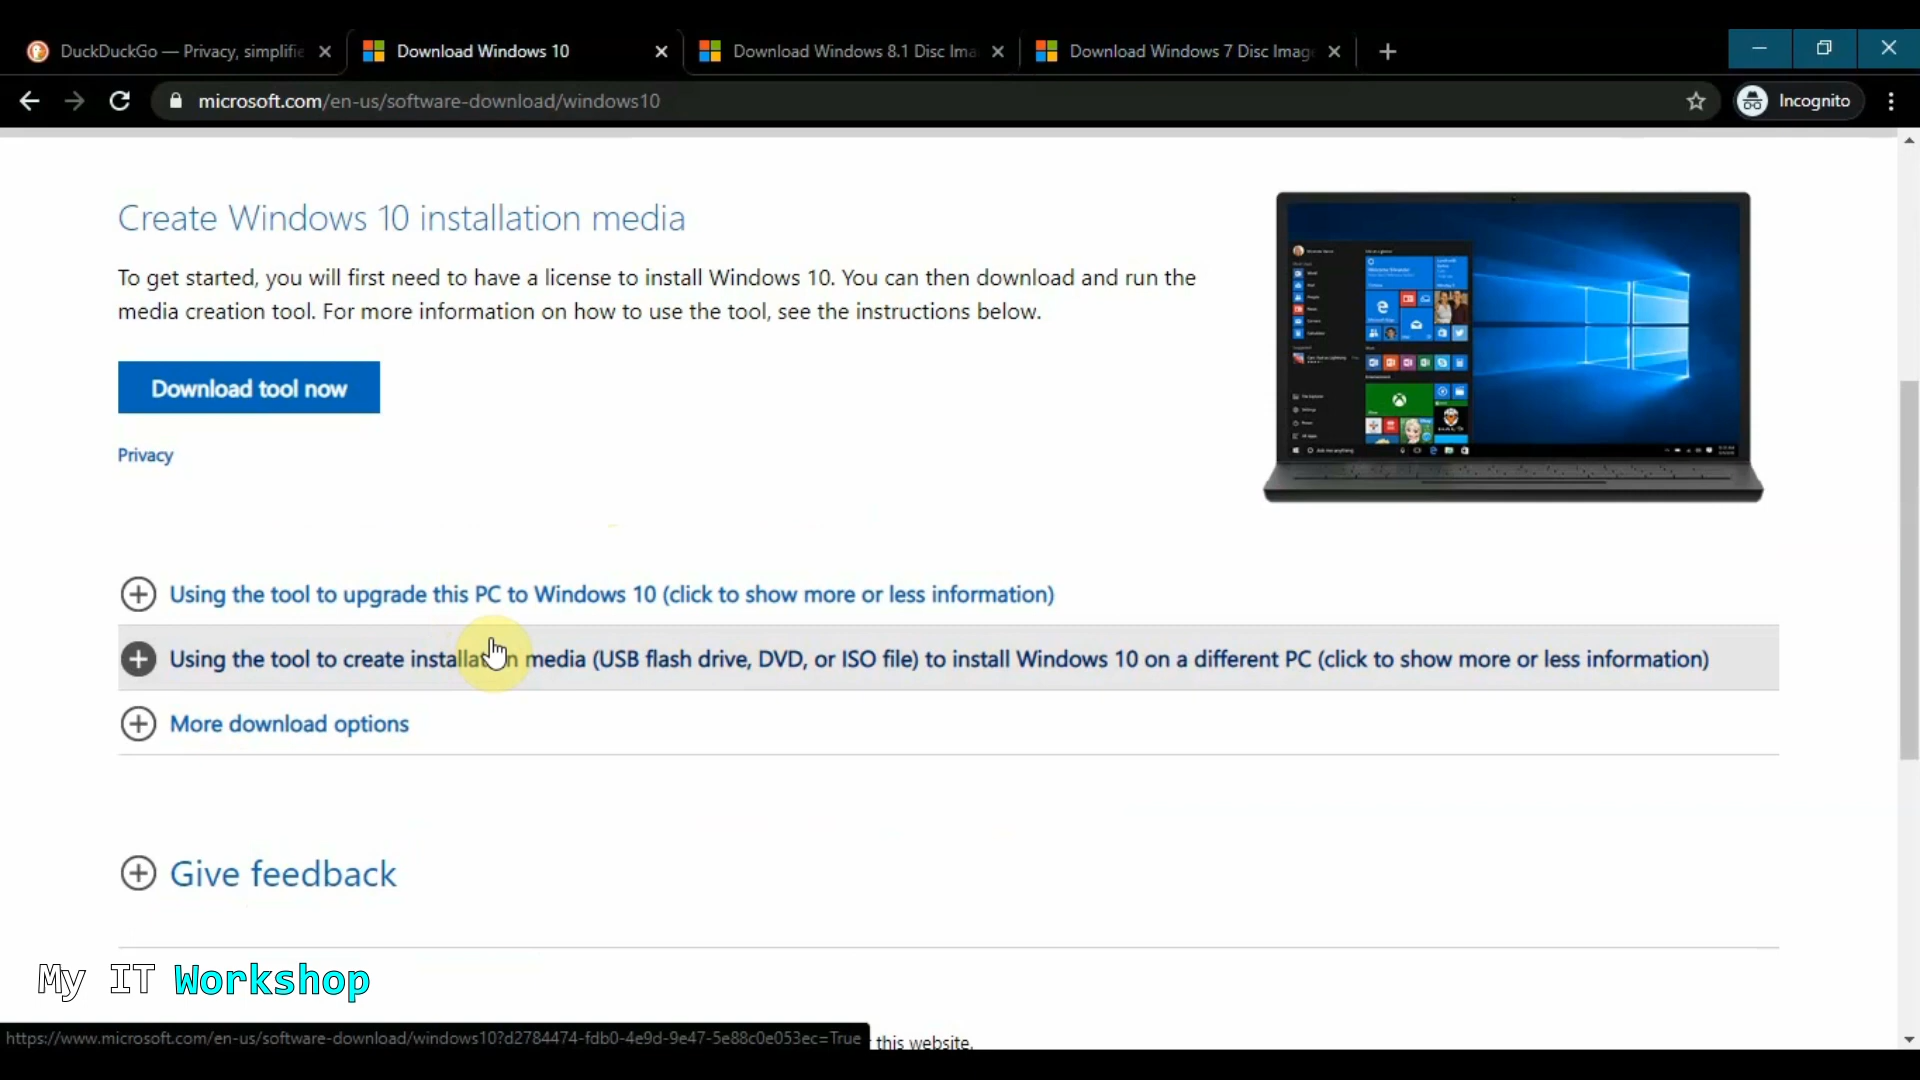 DuckDuckGo — Privacy, simplifie
Download Windows 10
Download Windows 8.1 Disc Ima
Download Windows 7 Disc Imag
microsoft.com/en-us/software-download/windows10
Incognito
Create Windows 10 installation media
To get started, you will first need to have a license to install Windows 10. You can then download and run the
media creation tool. For more information on how to use the tool, see the instructions below.
Download tool now
Privacy
Using the tool to upgrade this PC to Windows 10 (click to show more or less information)
Using the tool to create installation media (USB flash drive, DVD, or ISO file) to install Windows 10 on a different PC (click to show more or less information)
More download options
Give feedback
My IT Workshop
https://www.microsoft.com/en-us/software-download/windows10?d2784474-fdb0-4e9d-9e47-5e88c0e053ec=True
this website.